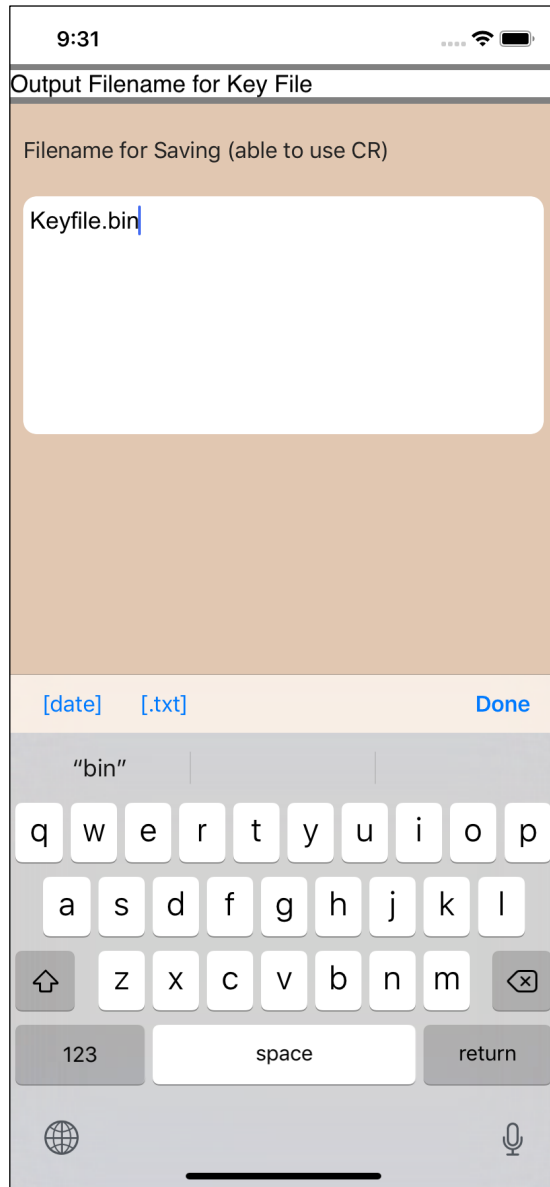 9:31
Output Filename for Key File
Filename for Saving (able to use CR)
Keyfile.bin
[date] [.txt] Done
“bin”
q w e r t y u i o p
a s d f g h j k l
z x c v b n m
123 space return